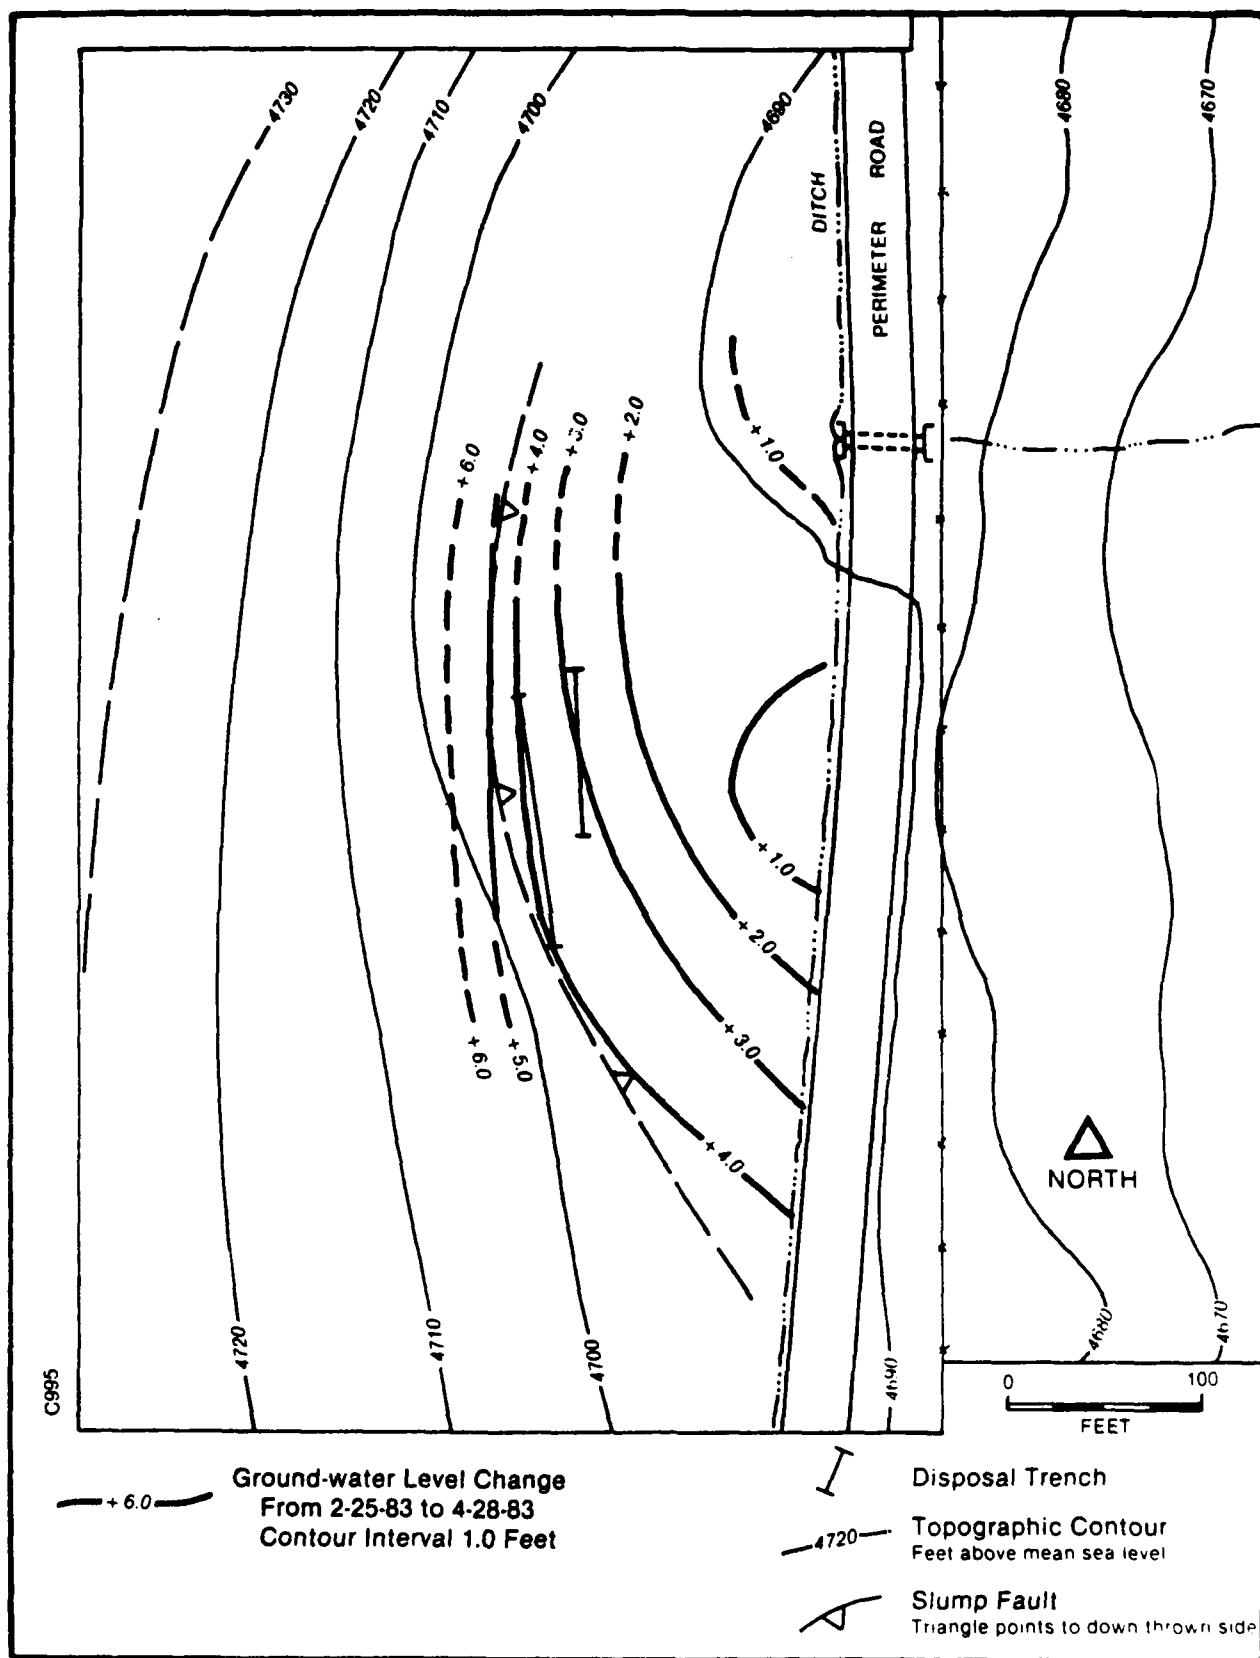 4730
4720
4710
4700
4690
4680
4670
DITCH
PERIMETER ROAD
+ 6.0
+ 4.0
+ 3.0
+ 2.0
+ 1.0
+ 1.0
+ 2.0
+ 3.0
+ 4.0
+ 6.0
+ 5.0
NORTH
4720
4710
4700
4690
4680
4670
C995
0 100
FEET
+ 6.0
Ground-water Level Change
From 2-25-83 to 4-28-83
Contour Interval 1.0 Feet
Disposal Trench
4720
Topographic Contour
Feet above mean sea level
Slump Fault
Triangle points to down thrown side